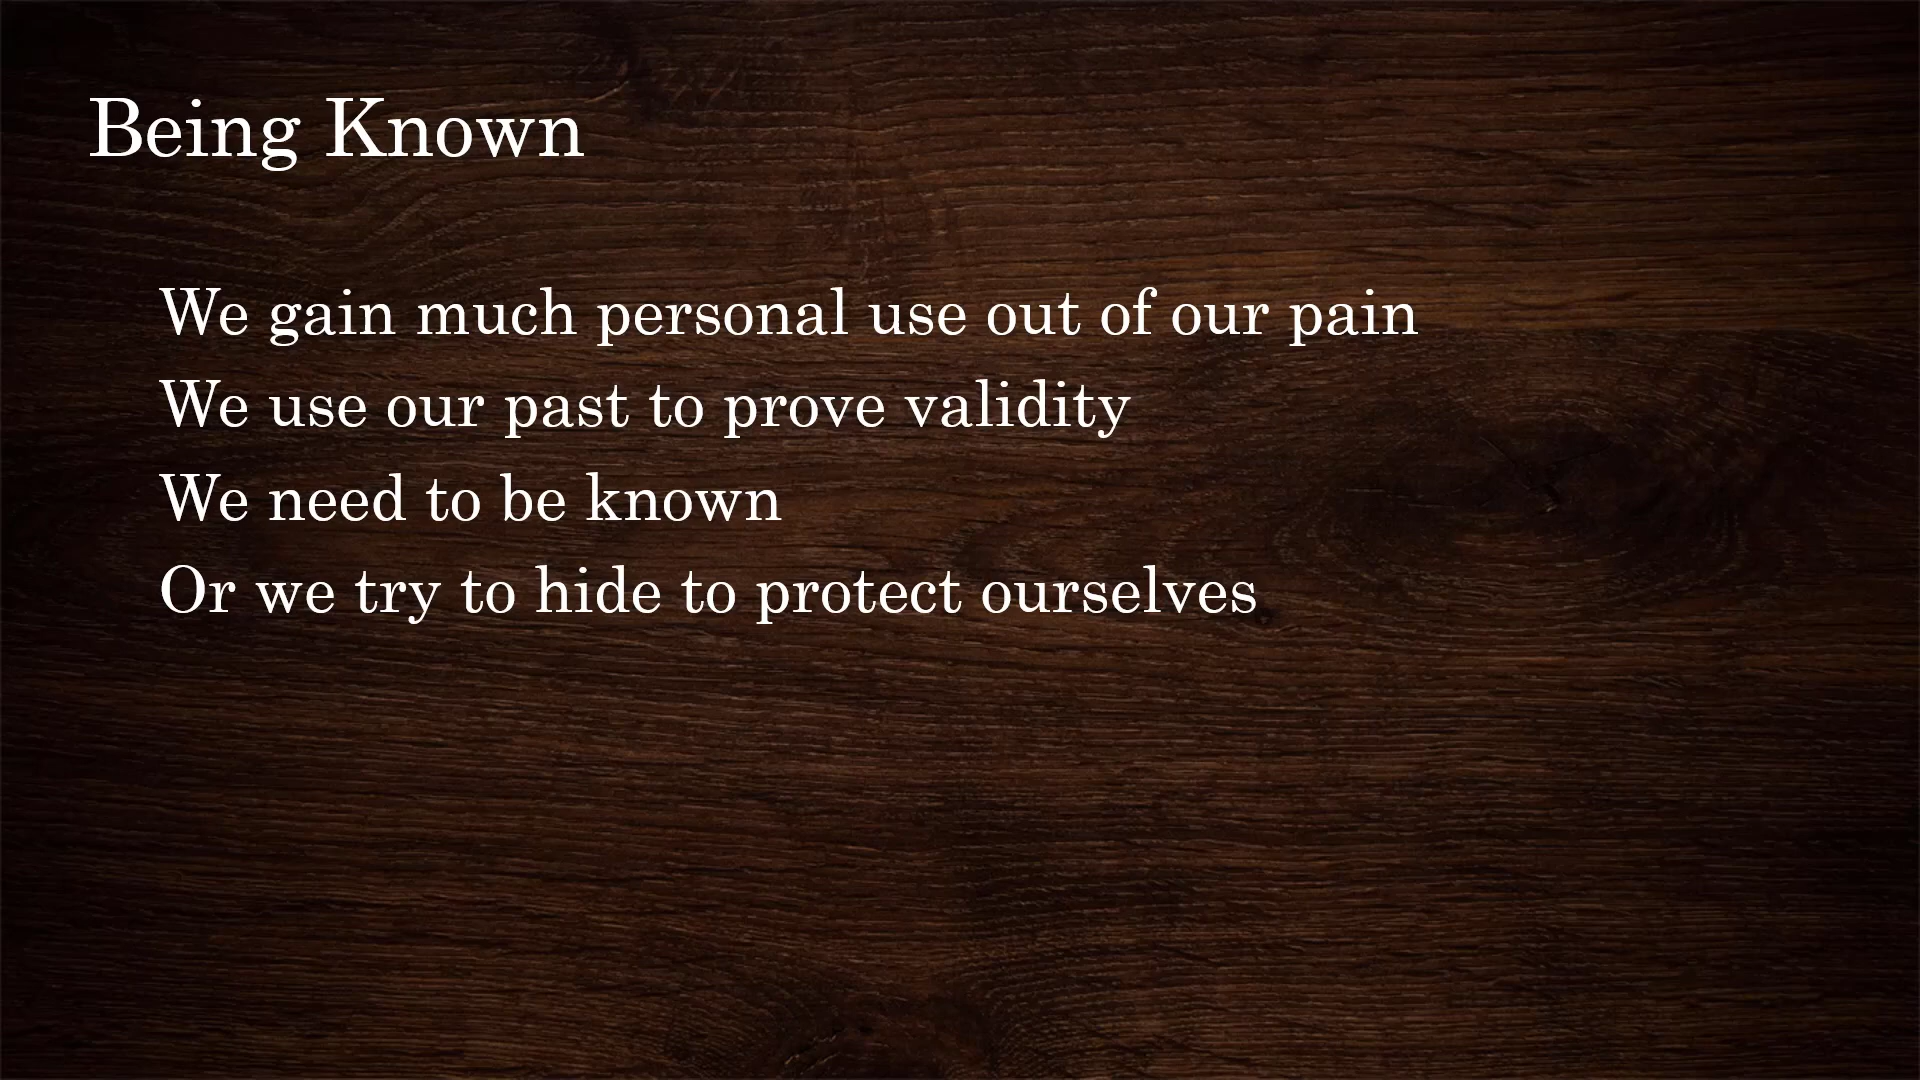 Being Known
We gain much personal use out of our pain
We use our past to prove validity
We need to be known
Or we try to hide to protect ourselves